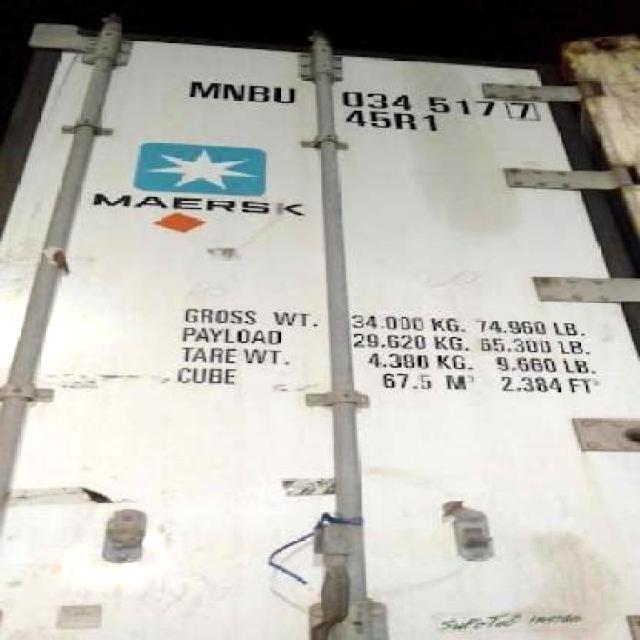 MNBU 034 517 7
45R1
MAERSK
GROSS WT. 34.000 KG. 74.960 LB.
PAYLOAD 29.620 KG. 65.300 LB.
TARE WT. 4.380 KG. 9.660 LB.
CUBE 67.5 M³ 2.384 FT³